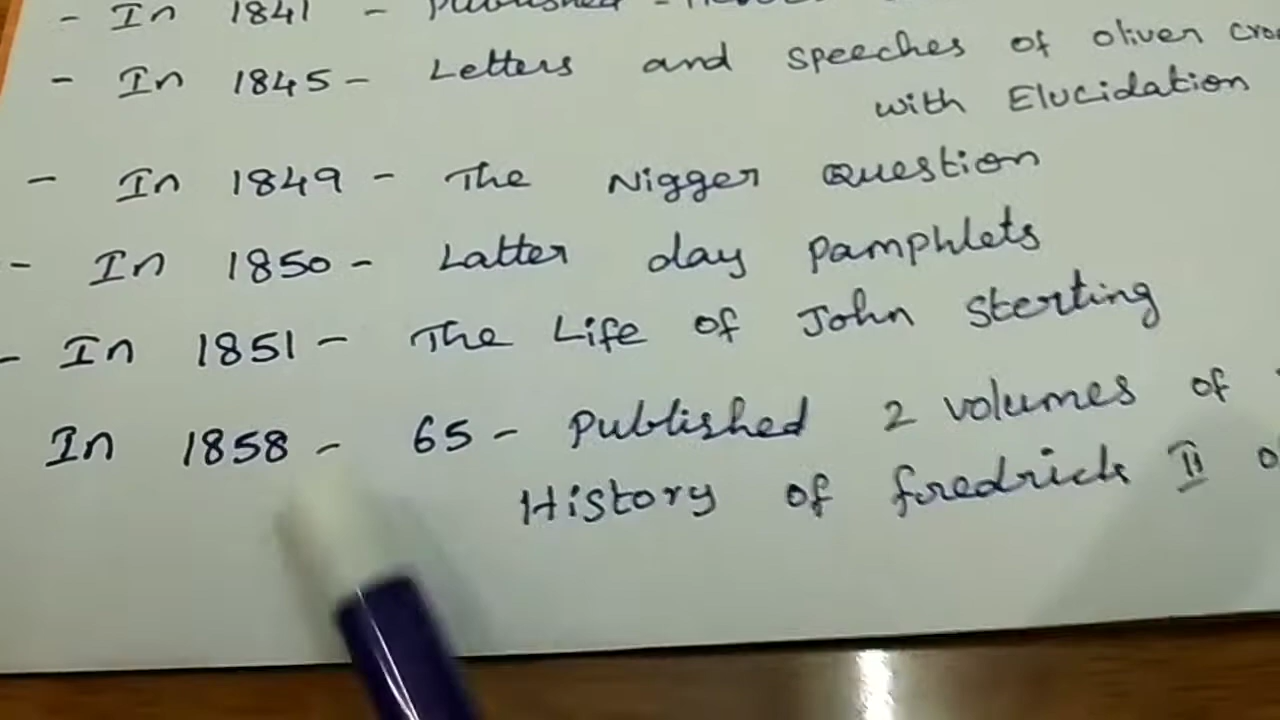 - In 1841 - Published -
- In 1845 - Letters and speeches of oliver
with Elucidation
- In 1849 - The Nigger Question
- In 1850 - Latter day Pamphlets
- In 1851 - The Life of John Sterting
In 1858 - 65 - Published 2 volumes of
History of fredrick II